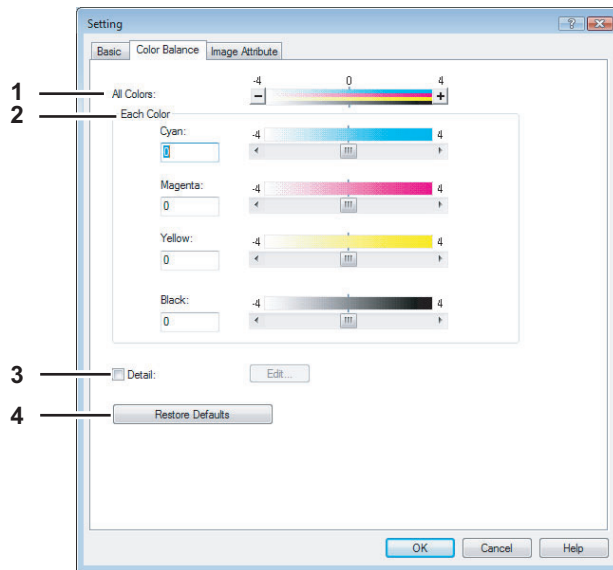 Setting
Basic Color Balance Image Attribute
-4 0 4
1 All Colors: − +
2 Each Color
Cyan: -4 4
0
Magenta: -4 4
0
Yellow: -4 4
0
Black: -4 4
0
3 Detail: Edit...
4 Restore Defaults
OK Cancel Help